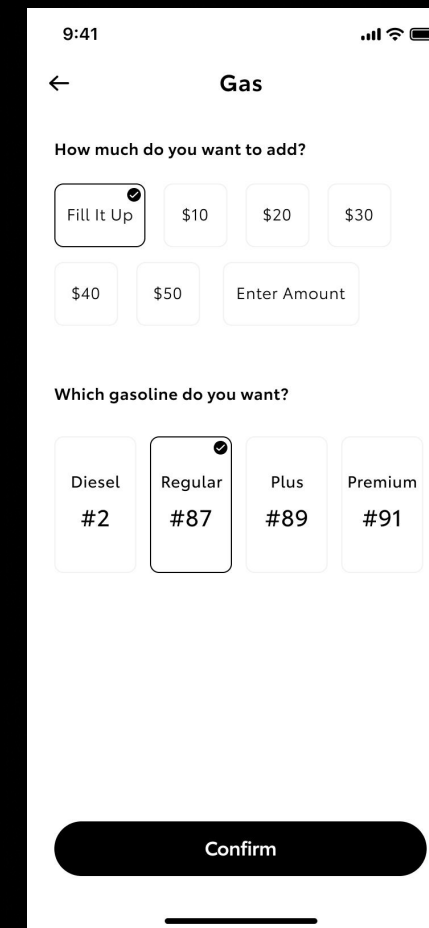 9:41
Gas
How much do you want to add?
Fill It Up $10 $20 $30
$40 $50 Enter Amount
Which gasoline do you want?
Diesel Regular Plus Premium
#2 #87 #89 #91
Confirm